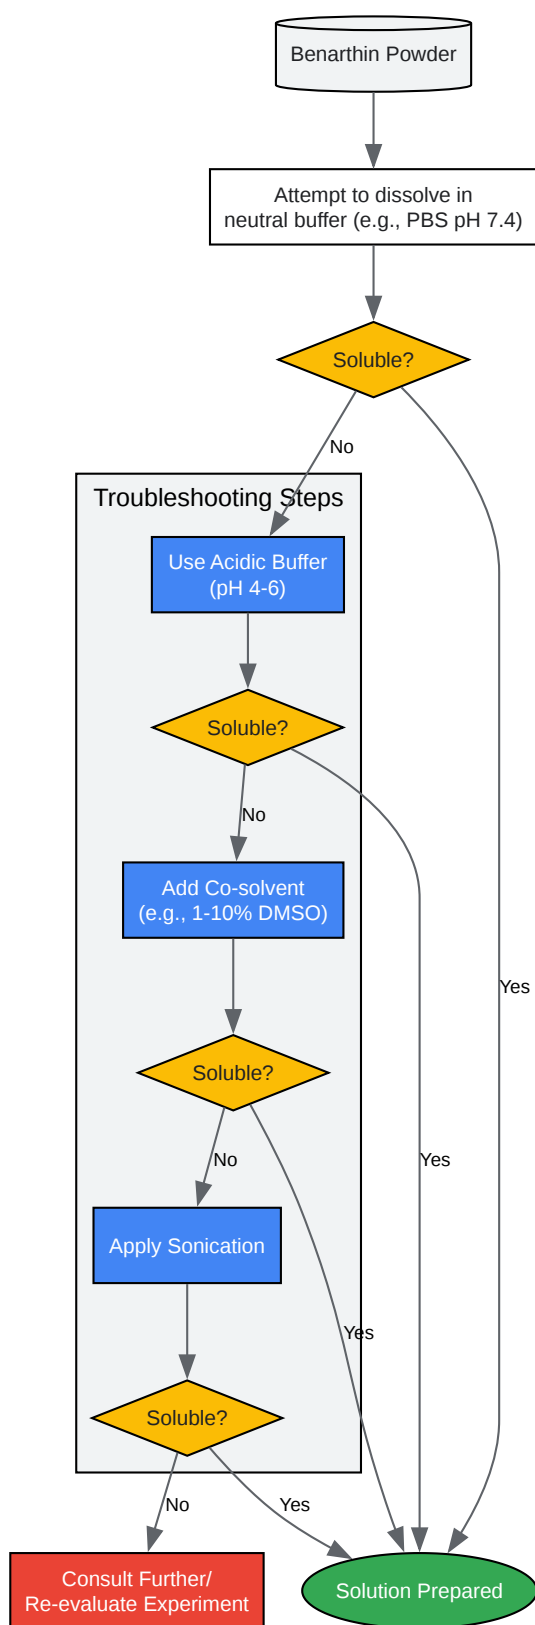 Benarthin Powder
Attempt to dissolve in
neutral buffer (e.g., PBS pH 7.4)
Soluble?
No
Troubleshooting Steps
Use Acidic Buffer
(pH 4-6)
Soluble?
No
Add Co-solvent
(e.g., 1-10% DMSO)
Yes
Soluble?
No
Yes
Apply Sonication
Yes
Soluble?
No
Yes
Consult Further/
Re-evaluate Experiment
Solution Prepared